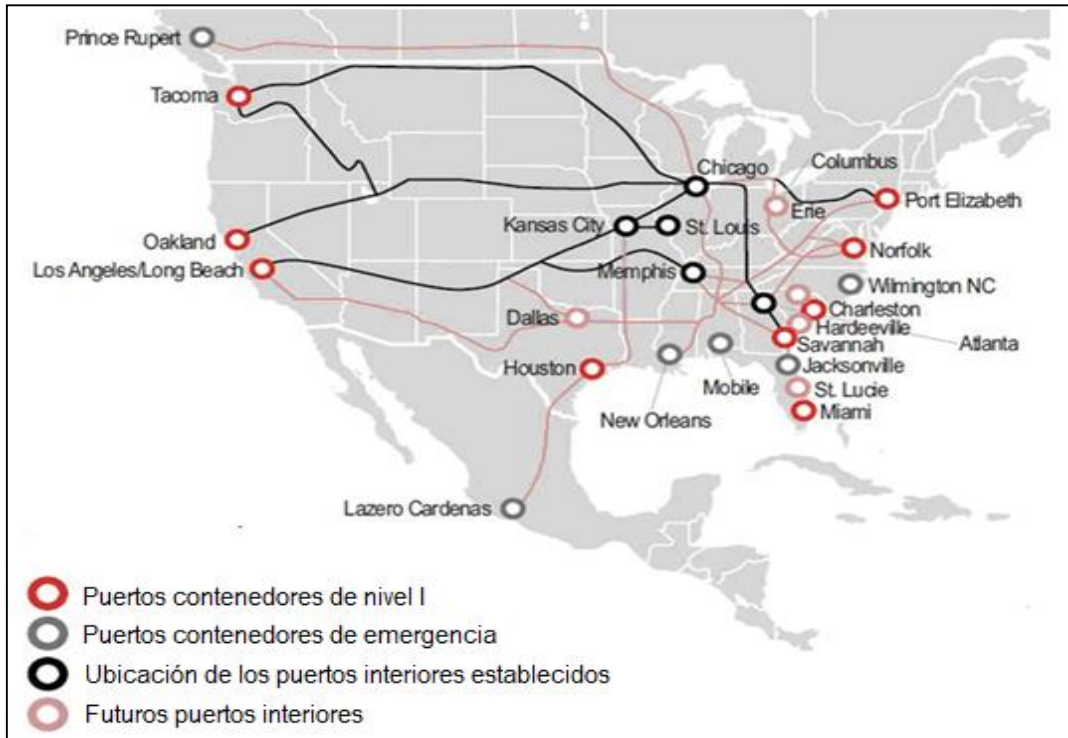 Prince Rupert
Tacoma
Chicago
Columbus
Kansas City
St. Louis
Erie
Port Elizabeth
Oakland
Norfolk
Los Angeles/Long Beach
Memphis
Wilmington NC
Dallas
Charleston
Hardeeville
Savannah
Atlanta
Houston
Jacksonville
Mobile
St. Lucie
New Orleans
Miami
Lazero Cardenas
Puertos contenedores de nivel I
Puertos contenedores de emergencia
Ubicación de los puertos interiores establecidos
Futuros puertos interiores